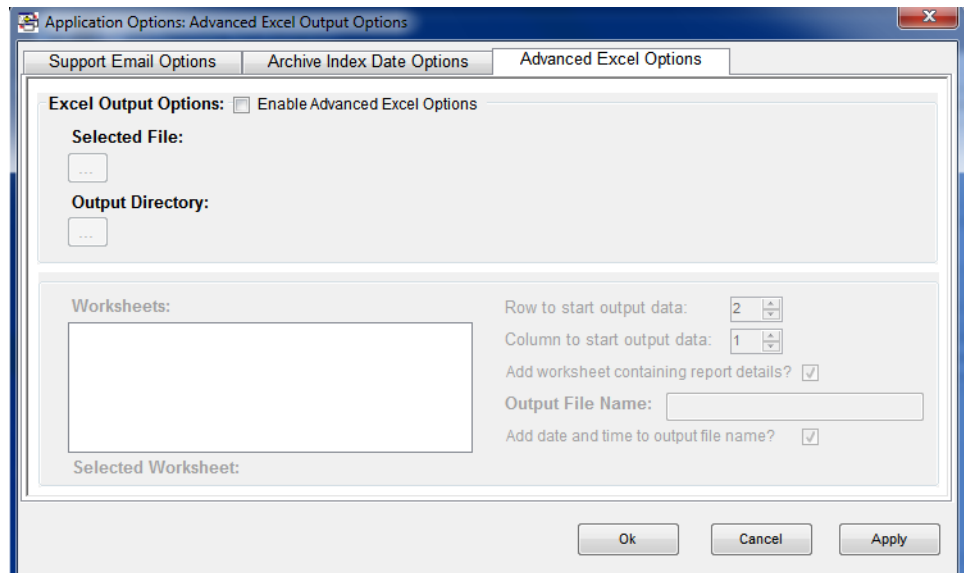 Application Options: Advanced Excel Output Options
x
Support Email Options Archive Index Date Options Advanced Excel Options
Excel Output Options: Enable Advanced Excel Options
Selected File:
...
Output Directory:
...
Worksheets:
Row to start output data: 2
Column to start output data: 1
Add worksheet containing report details?
Output File Name:
Add date and time to output file name?
Selected Worksheet:
Ok Cancel Apply